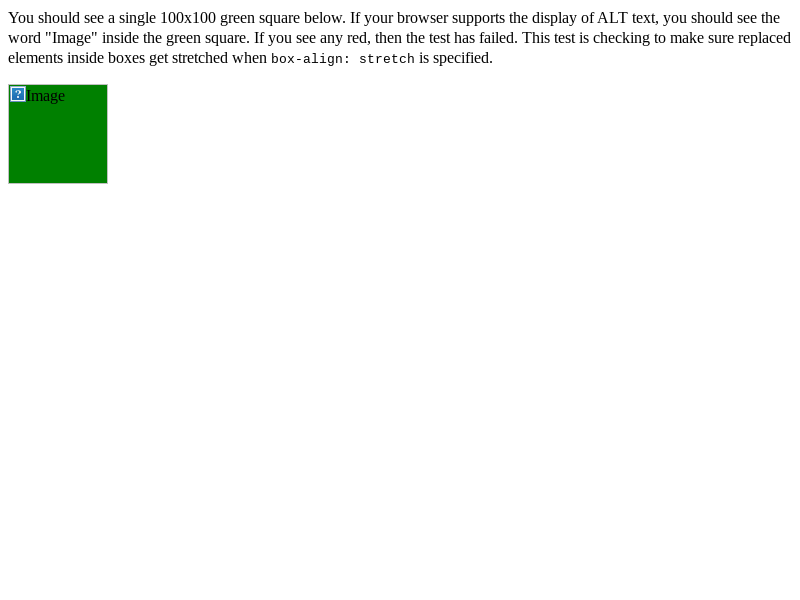 You should see a single 100x100 green square below. If your browser supports the display of ALT text, you should see the
word "Image" inside the green square. If you see any red, then the test has failed. This test is checking to make sure replaced
elements inside boxes get stretched when box-align: stretch is specified.
Image